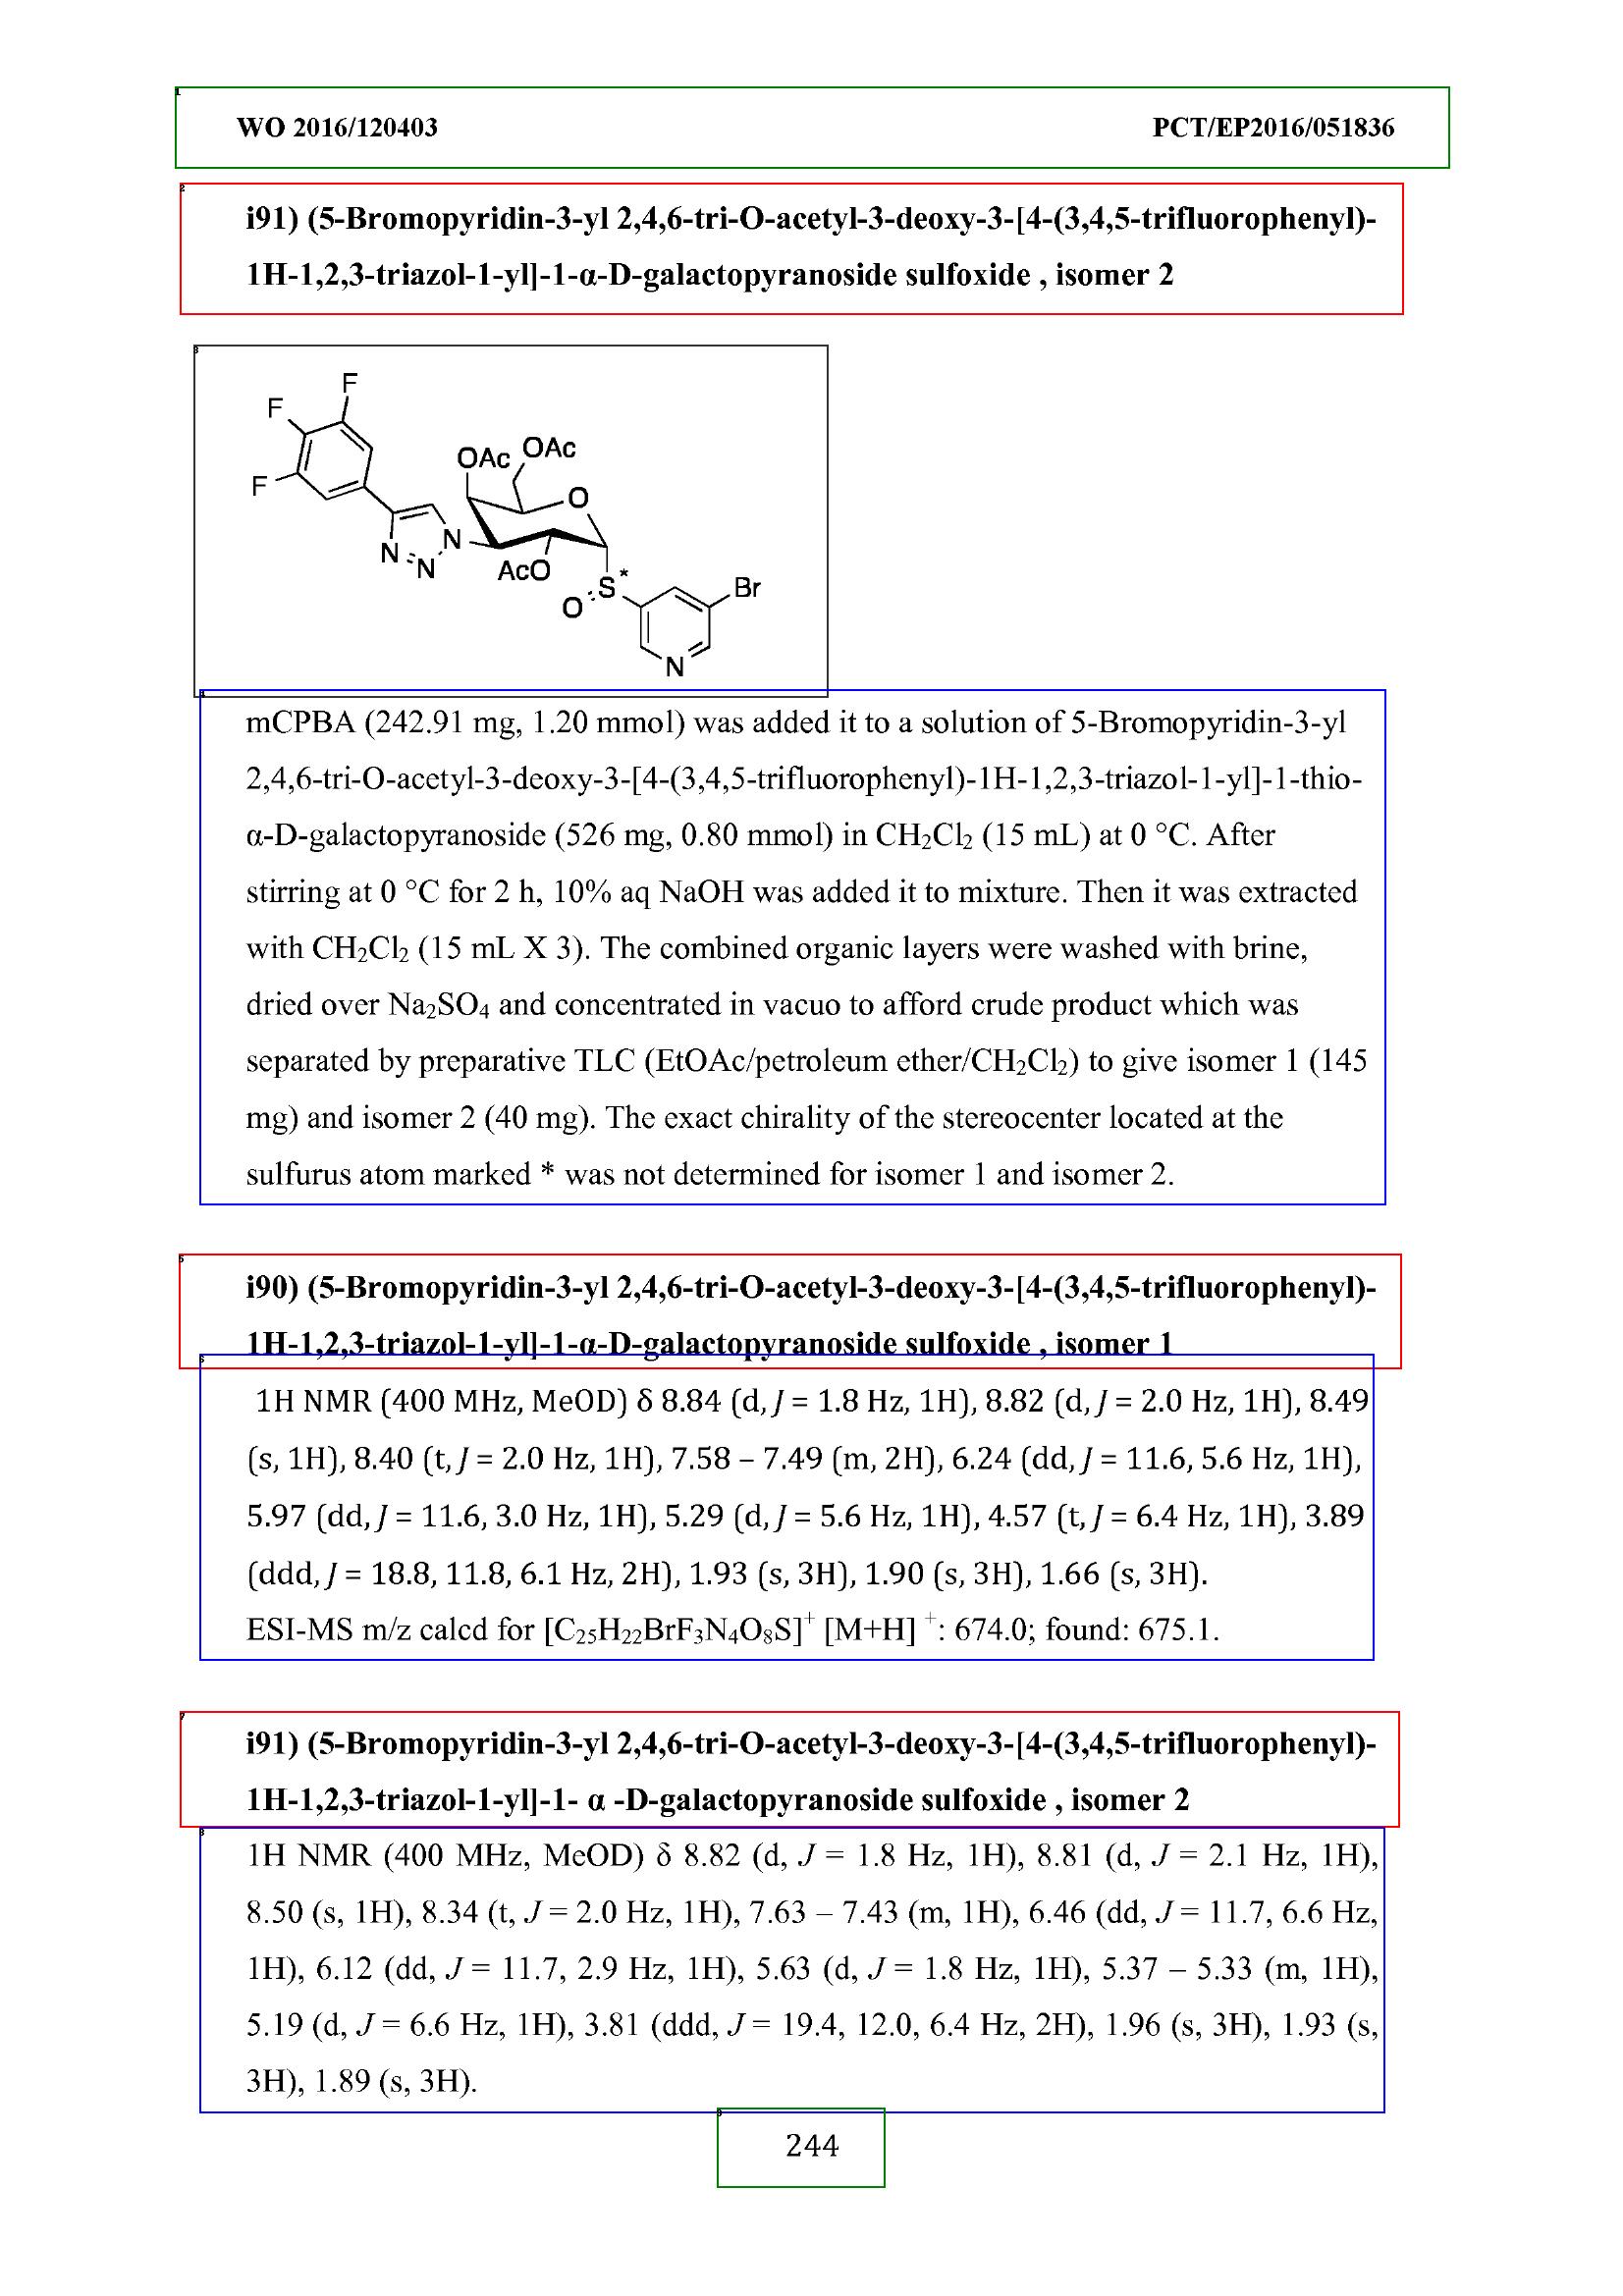 WO 2016/120403 PCT/EP2016/051836
i91) (5-Bromopyridin-3-yl 2,4,6-tri-O-acetyl-3-deoxy-3-[4-(3,4,5-trifluorophenyl)-
1H-1,2,3-triazol-1-yl]-1-α-D-galactopyranoside sulfoxide , isomer 2
F
F
F
OAc
OAc
O
N
N
N
AcO
S*
O
Br
N
mCPBA (242.91 mg, 1.20 mmol) was added it to a solution of 5-Bromopyridin-3-yl
2,4,6-tri-O-acetyl-3-deoxy-3-[4-(3,4,5-trifluorophenyl)-1H-1,2,3-triazol-1-yl]-1-thio-
α-D-galactopyranoside (526 mg, 0.80 mmol) in CH₂Cl₂ (15 mL) at 0 °C. After
stirring at 0 °C for 2 h, 10% aq NaOH was added it to mixture. Then it was extracted
with CH₂Cl₂ (15 mL X 3). The combined organic layers were washed with brine,
dried over Na₂SO₄ and concentrated in vacuo to afford crude product which was
separated by preparative TLC (EtOAc/petroleum ether/CH₂Cl₂) to give isomer 1 (145
mg) and isomer 2 (40 mg). The exact chirality of the stereocenter located at the
sulfurus atom marked * was not determined for isomer 1 and isomer 2.
i90) (5-Bromopyridin-3-yl 2,4,6-tri-O-acetyl-3-deoxy-3-[4-(3,4,5-trifluorophenyl)-
1H-1,2,3-triazol-1-yl]-1-α-D-galactopyranoside sulfoxide , isomer 1
1H NMR (400 MHz, MeOD) δ 8.84 (d, J = 1.8 Hz, 1H), 8.82 (d, J = 2.0 Hz, 1H), 8.49
(s, 1H), 8.40 (t, J = 2.0 Hz, 1H), 7.58 – 7.49 (m, 2H), 6.24 (dd, J = 11.6, 5.6 Hz, 1H),
5.97 (dd, J = 11.6, 3.0 Hz, 1H), 5.29 (d, J = 5.6 Hz, 1H), 4.57 (t, J = 6.4 Hz, 1H), 3.89
(ddd, J = 18.8, 11.8, 6.1 Hz, 2H), 1.93 (s, 3H), 1.90 (s, 3H), 1.66 (s, 3H).
ESI-MS m/z calcd for [C₂₅H₂₂BrF₃N₄O₈S]⁺ [M+H] ⁺: 674.0; found: 675.1.
i91) (5-Bromopyridin-3-yl 2,4,6-tri-O-acetyl-3-deoxy-3-[4-(3,4,5-trifluorophenyl)-
1H-1,2,3-triazol-1-yl]-1- α -D-galactopyranoside sulfoxide , isomer 2
1H NMR (400 MHz, MeOD) δ 8.82 (d, J = 1.8 Hz, 1H), 8.81 (d, J = 2.1 Hz, 1H),
8.50 (s, 1H), 8.34 (t, J = 2.0 Hz, 1H), 7.63 – 7.43 (m, 1H), 6.46 (dd, J = 11.7, 6.6 Hz,
1H), 6.12 (dd, J = 11.7, 2.9 Hz, 1H), 5.63 (d, J = 1.8 Hz, 1H), 5.37 – 5.33 (m, 1H),
5.19 (d, J = 6.6 Hz, 1H), 3.81 (ddd, J = 19.4, 12.0, 6.4 Hz, 2H), 1.96 (s, 3H), 1.93 (s,
3H), 1.89 (s, 3H).
244